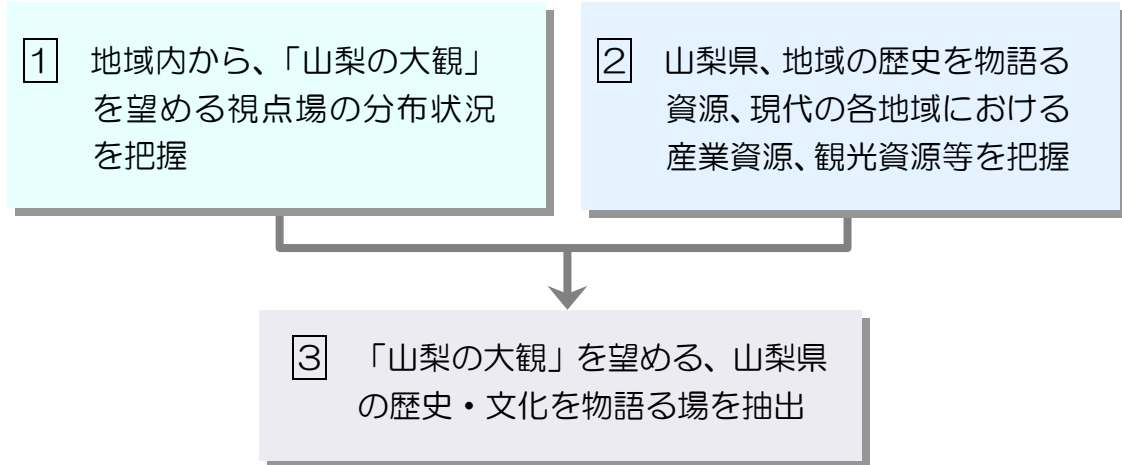 1 地域内から、「山梨の大観」
を望める視点場の分布状況
を把握
2 山梨県、地域の歴史を物語る
資源、現代の各地域における
産業資源、観光資源等を把握
3 「山梨の大観」を望める、山梨県
の歴史・文化を物語る場を抽出